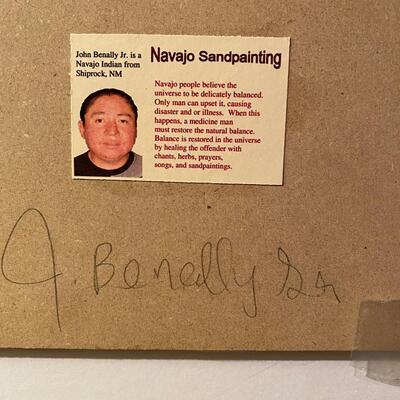 John Benally Jr. is a
Navajo Indian from
Shiprock, NM
Navajo Sandpainting
Navajo people believe the
universe to be delicately balanced.
Only man can upset it, causing
disaster and or illness. When this
happens, a medicine man
must restore the natural balance.
Balance is restored in the universe
by healing the offender with
chants, herbs, prayers,
songs, and sandpaintings.
J. Benally